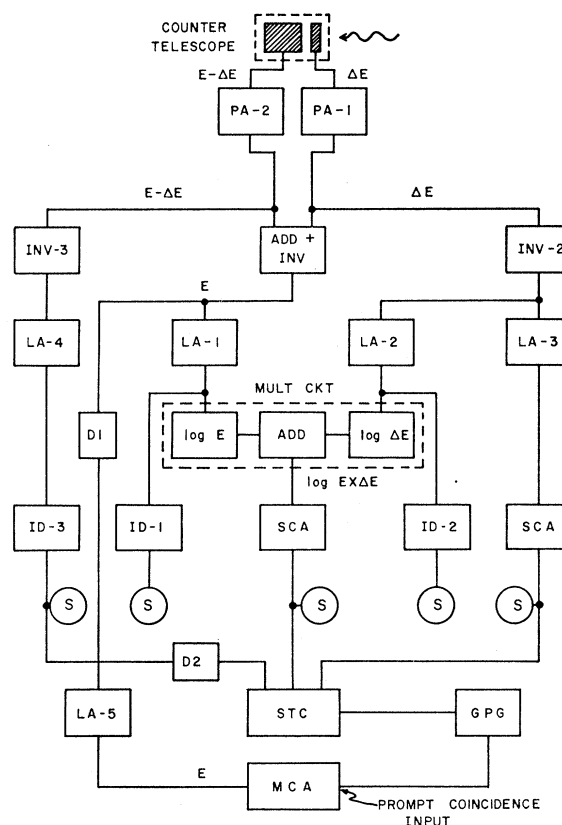 COUNTER
TELESCOPE
E-ΔE
ΔE
PA-2
PA-1
E-ΔE
ΔE
INV-3
ADD +
INV
INV-2
E
LA-4
LA-1
LA-2
LA-3
MULT CKT
D1
log E
ADD
log ΔE
log EXΔE
ID-3
ID-1
SCA
ID-2
SCA
S
S
S
S
S
D2
LA-5
STC
GPG
E
MCA
PROMPT COINCIDENCE
INPUT